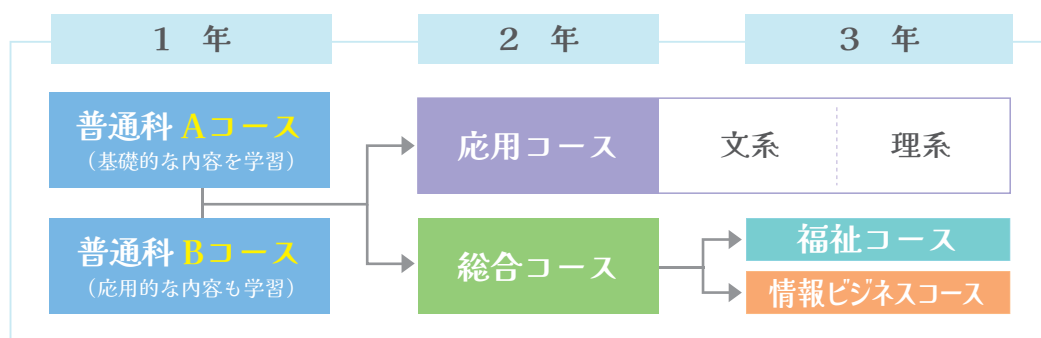 1 年
2 年
3 年
普通科 Aコース
（基礎的な内容を学習）
応用コース
文系
理系
普通科 Bコース
（応用的な内容も学習）
総合コース
福祉コース
情報ビジネスコース